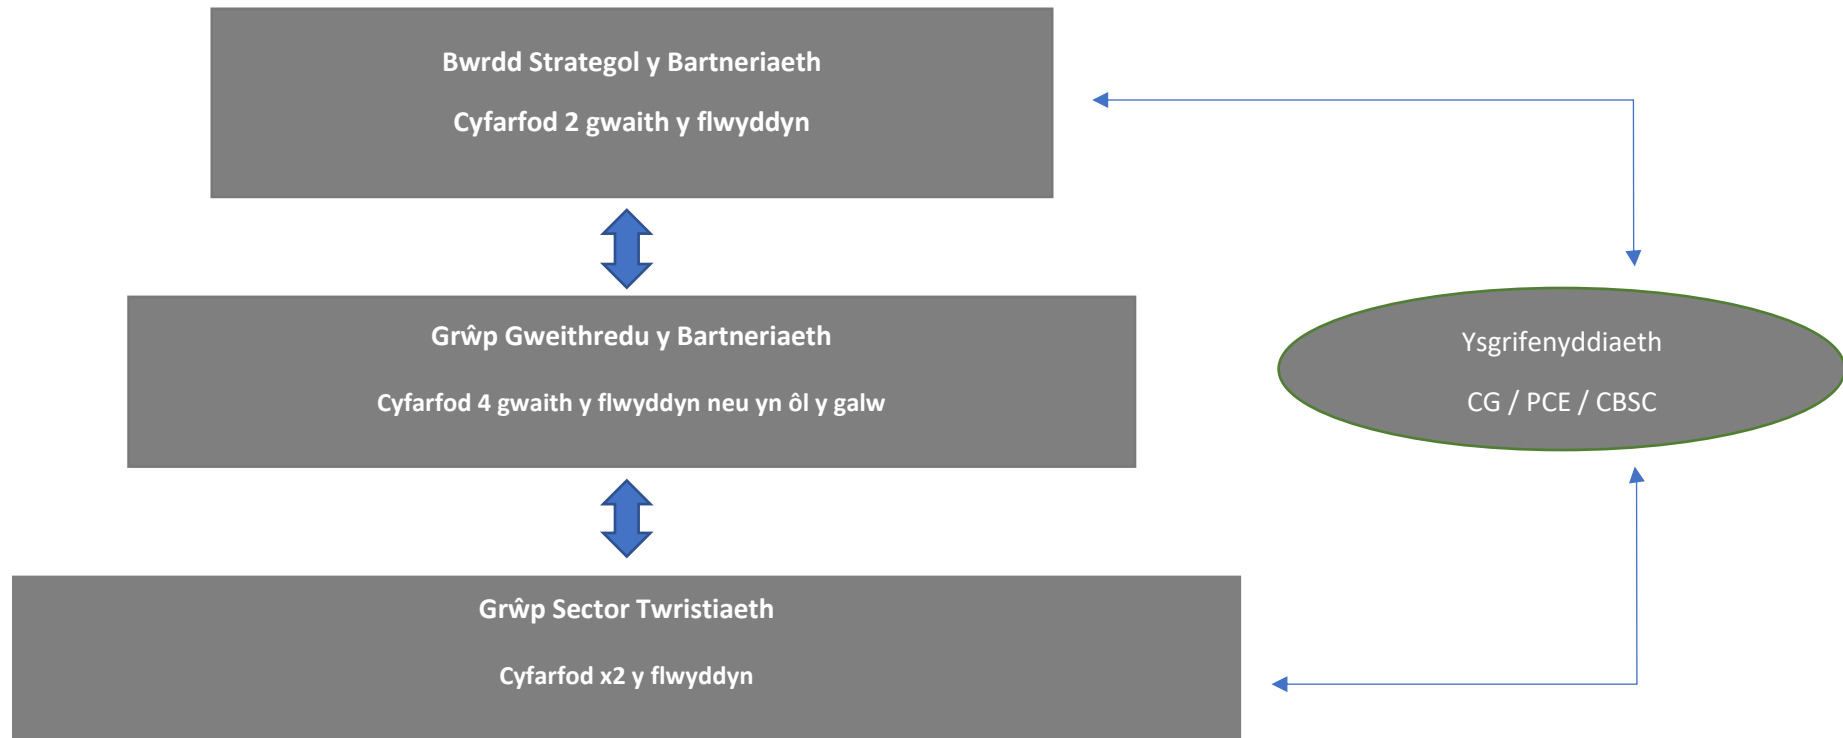 Bwrdd Strategol y Bartneriaeth
Cyfarfod 2 gwaith y flwyddyn
Grŵp Gweithredu y Bartneriaeth
Cyfarfod 4 gwaith y flwyddyn neu yn ôl y galw
Ysgrifenyddiaeth
CG / PCE / CBSC
Grŵp Sector Twristiaeth
Cyfarfod x2 y flwyddyn